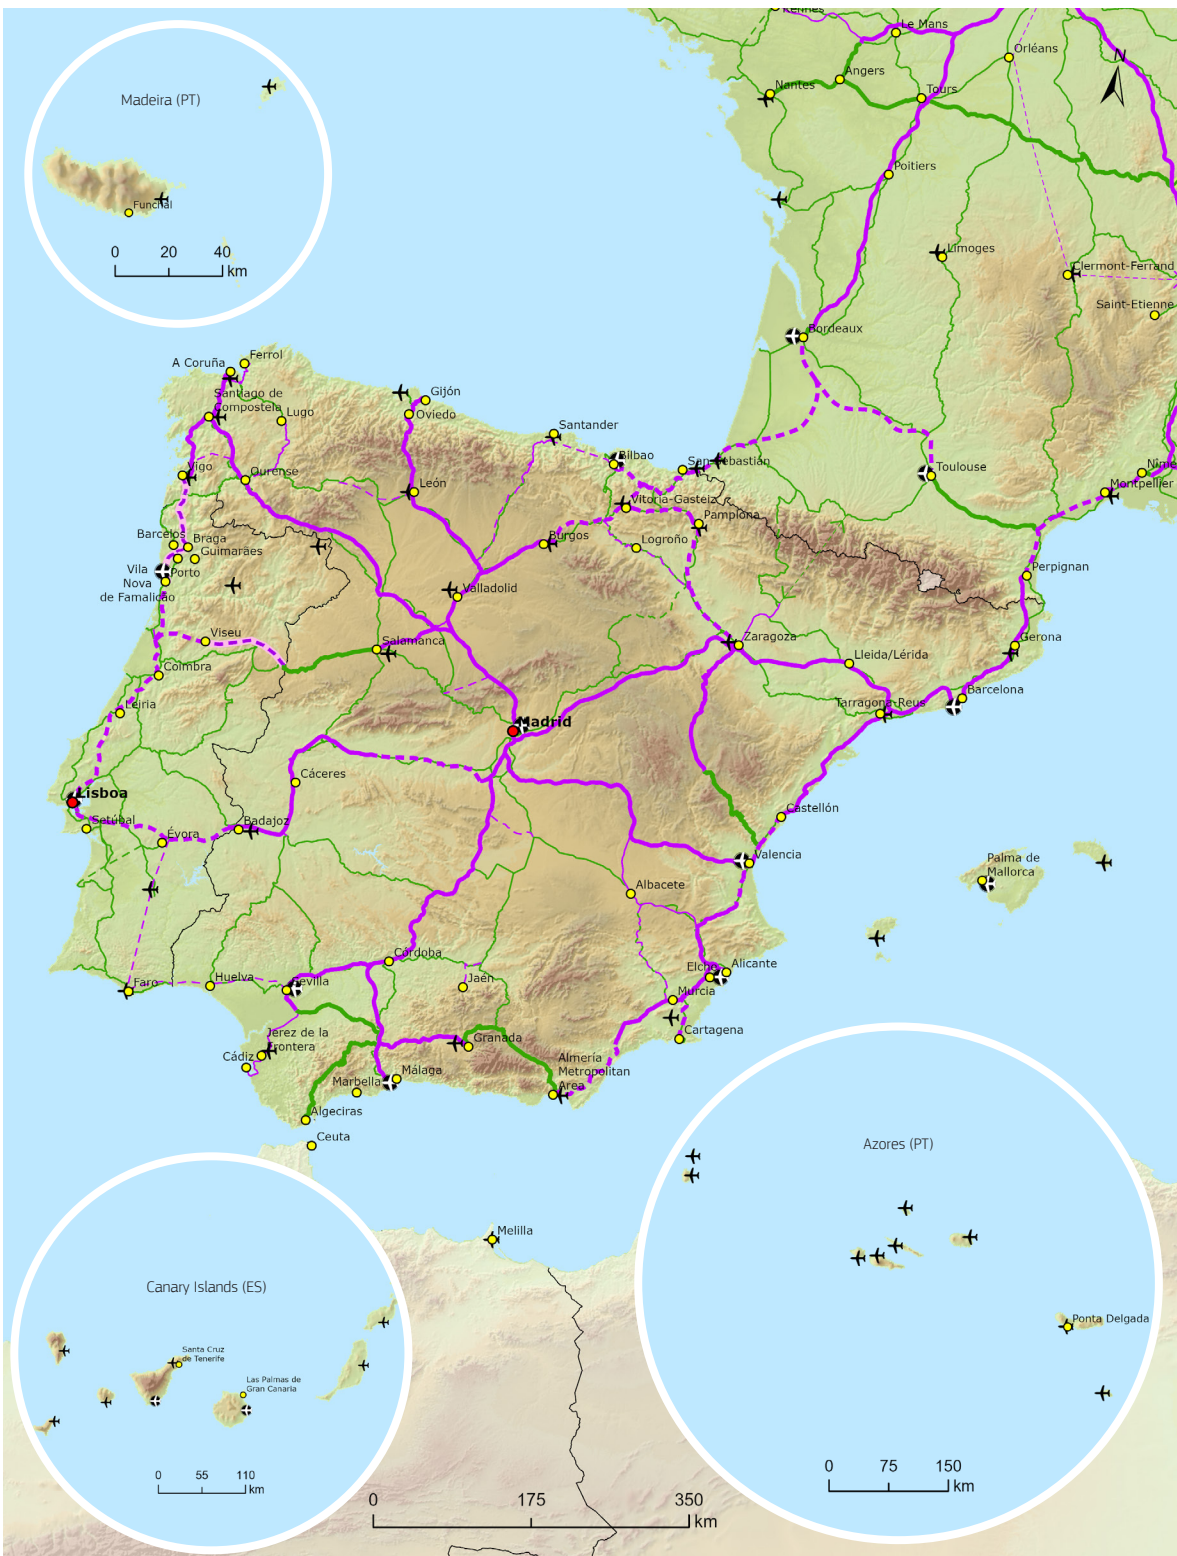 Rennes
Le Mans
Orléans
N
Angers
Nantes
Tours
Madeira (PT)
Funchal
0 20 40
km
Poitiers
Limoges
Clermont-Ferrand
Saint-Etienne
Bordeaux
Ferrol
A Coruña
Santiago de
Compostela
Lugo
Gijón
Oviedo
Santander
Bilbao
San Sebastián
Toulouse
Nîme
Montpellier
Vigo
Ourense
León
Vitoria-Gasteiz
Pamplona
Barcelos
Braga
Guimarães
Burgos
Logroño
Vila
Nova
de Famalicão
Porto
Perpignan
Valladolid
Viseu
Salamanca
Zaragoza
Gerona
Lleida/Lérida
Coimbra
Barcelona
Leiria
Tarragona-Reus
Madrid
Cáceres
Lisboa
Castellón
Setúbal
Badajoz
Évora
Valencia
Palma de
Mallorca
Albacete
Córdoba
Alicante
Elche
Faro
Huelva
Sevilla
Jaén
Murcia
Cartagena
Jerez de la
Frontera
Granada
Cádiz
Almería
Metropolitan
Area
Málaga
Marbella
Algeciras
Ceuta
Melilla
Azores (PT)
Ponta Delgada
0 75 150
km
Canary Islands (ES)
Santa Cruz
de Tenerife
Las Palmas de
Gran Canaria
0 55 110
km
0 175 350
km